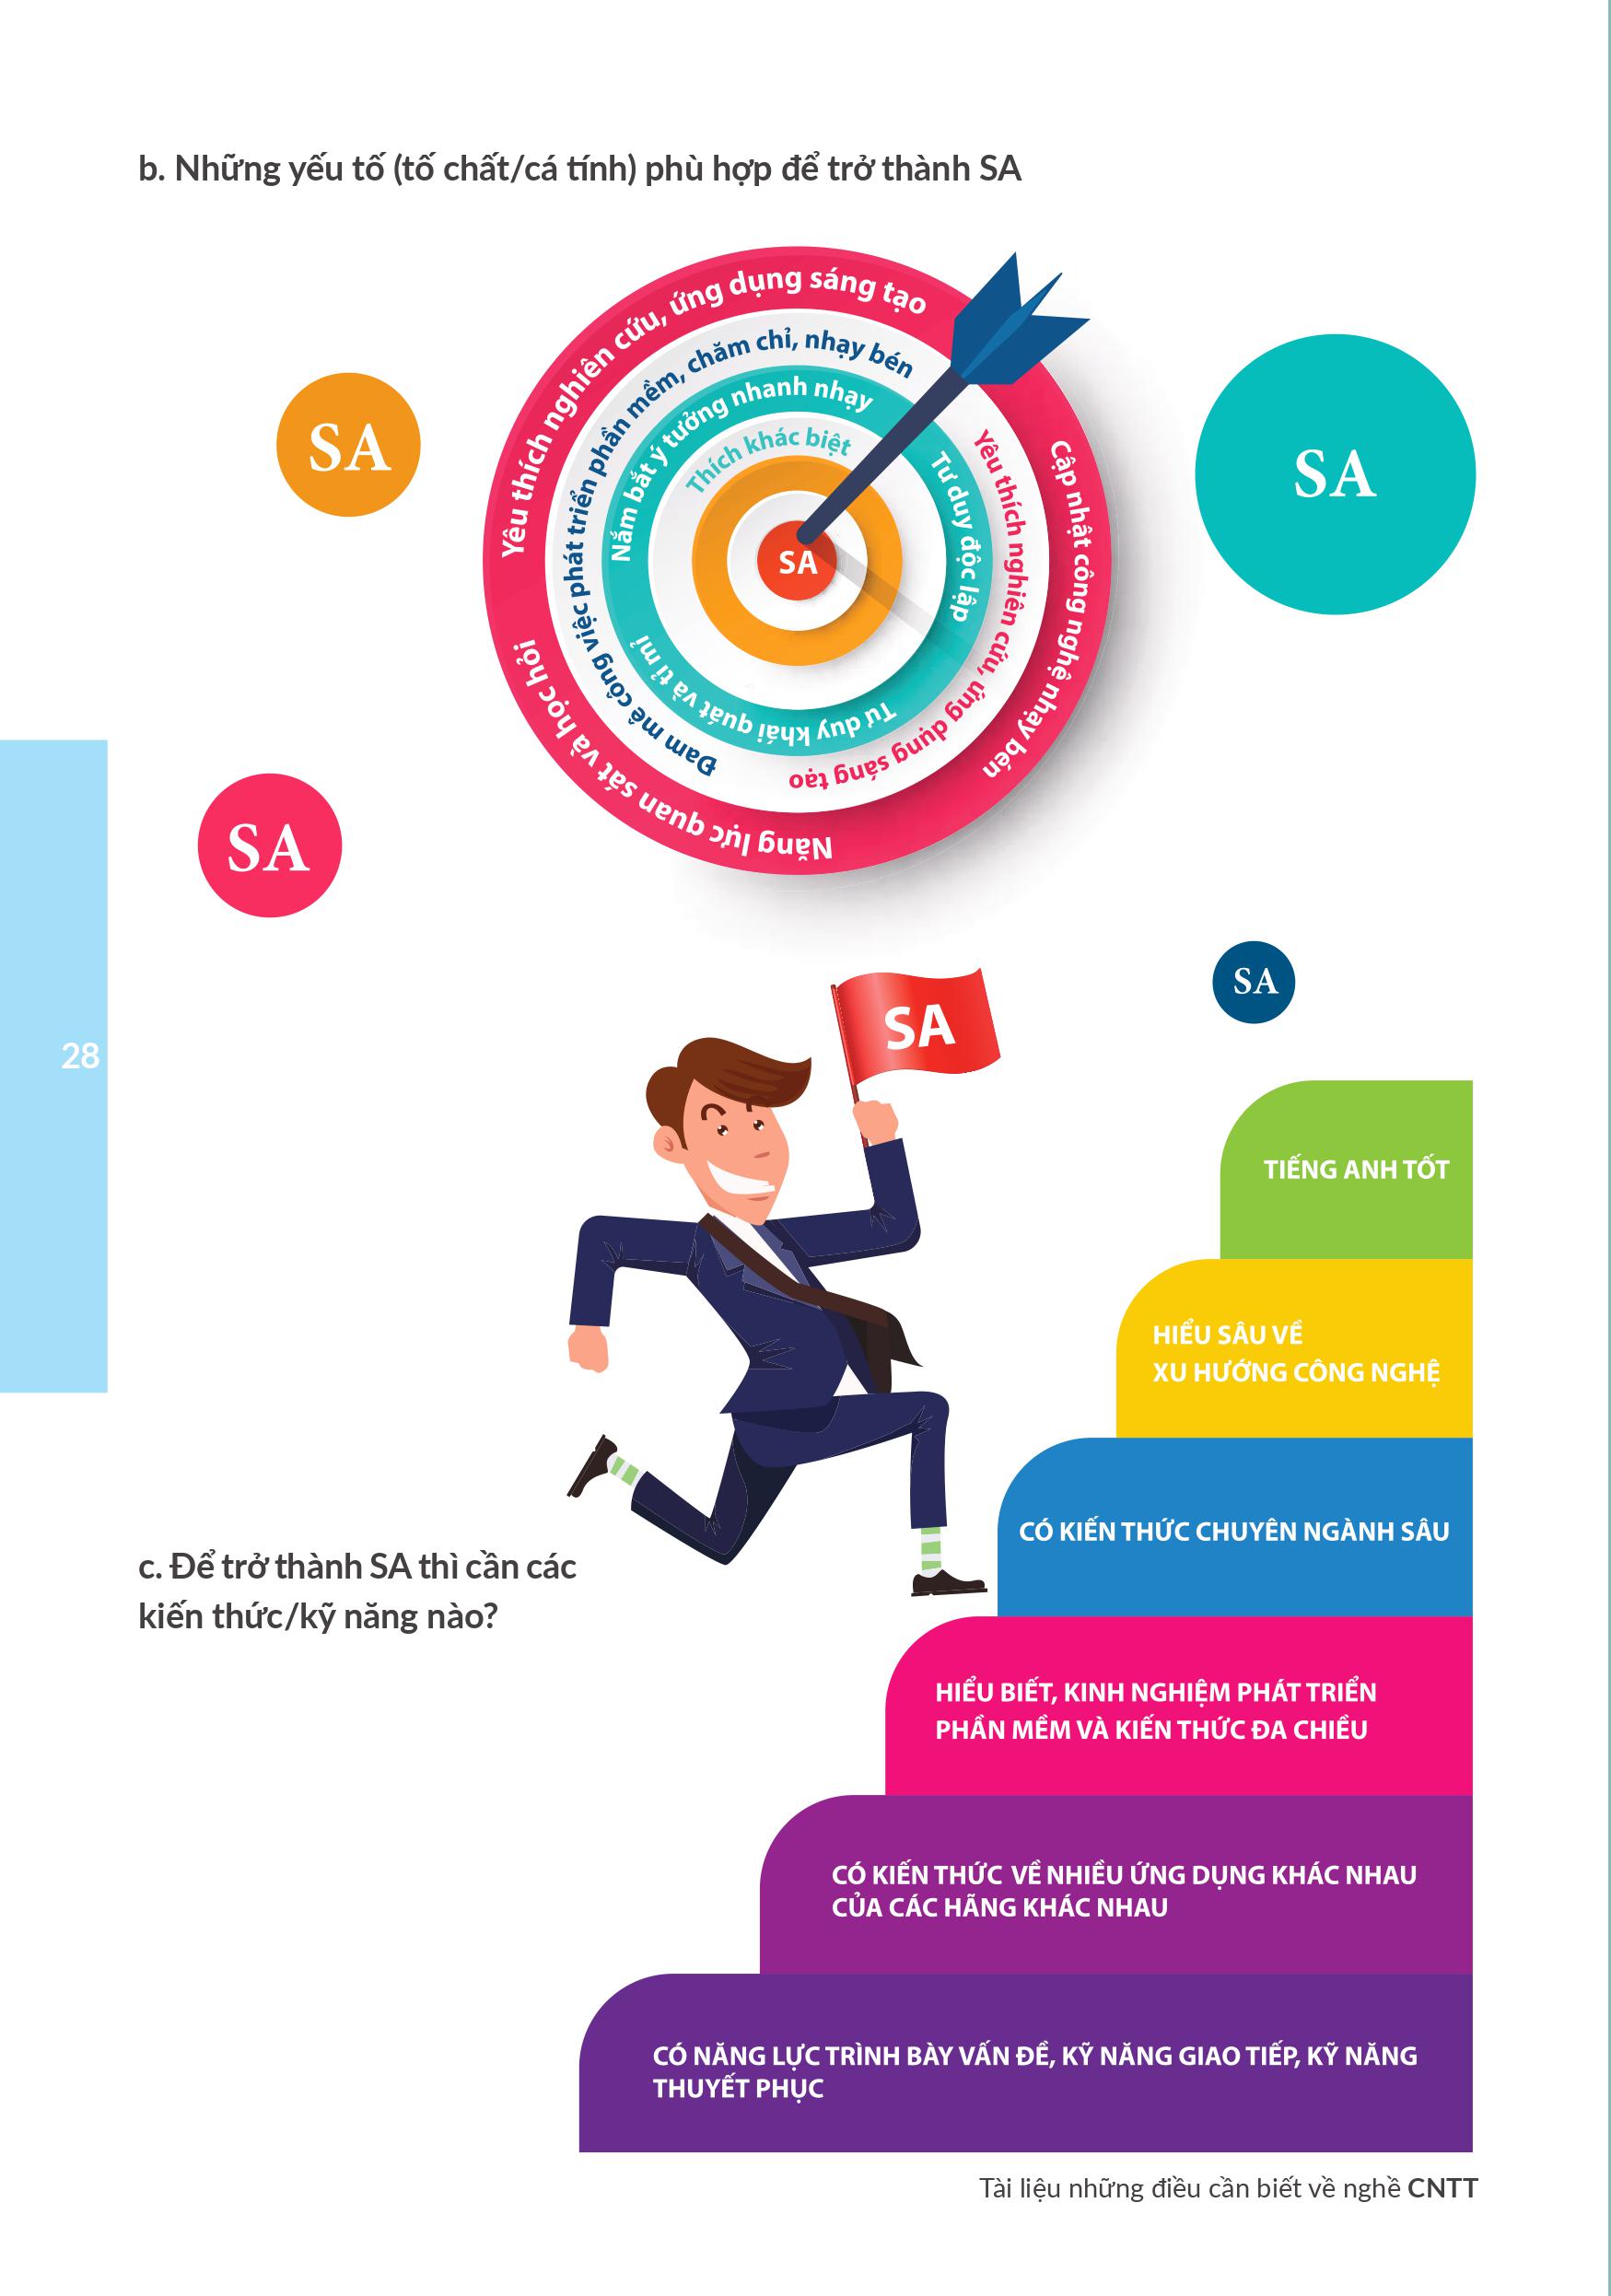 b. Những yếu tố (tố chất/cá tính) phù hợp để trở thành SA
Yêu thích nghiên cứu, ứng dụng sáng tạo
Cập nhật công nghệ nhạy bén
Năng lực quan sát và học hỏi
Đam mê công việc phát triển phần mềm, chăm chỉ, nhạy bén
Yêu thích nghiên cứu, ứng dụng sáng tạo
Nắm bắt ý tưởng nhanh nhạy
Tư duy độc lập
Tư duy khái quát và tỉ mỉ
Thích khác biệt
SA
SA
SA
SA
SA
SA
28
TIẾNG ANH TỐT
HIỂU SÂU VỀ
XU HƯỚNG CÔNG NGHỆ
CÓ KIẾN THỨC CHUYÊN NGÀNH SÂU
c. Để trở thành SA thì cần các
kiến thức/kỹ năng nào?
HIỂU BIẾT, KINH NGHIỆM PHÁT TRIỂN
PHẦN MỀM VÀ KIẾN THỨC ĐA CHIỀU
CÓ KIẾN THỨC VỀ NHIỀU ỨNG DỤNG KHÁC NHAU
CỦA CÁC HÃNG KHÁC NHAU
CÓ NĂNG LỰC TRÌNH BÀY VẤN ĐỀ, KỸ NĂNG GIAO TIẾP, KỸ NĂNG
THUYẾT PHỤC
Tài liệu những điều cần biết về nghề CNTT